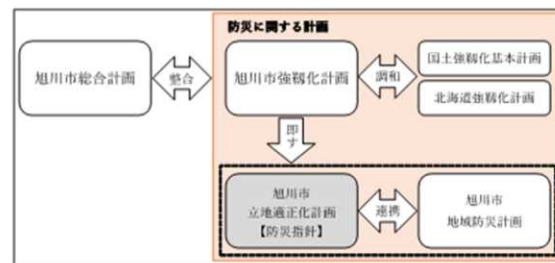 防災に関する計画
旭川市総合計画
整合
旭川市強靱化計画
調和
国土強靱化基本計画
北海道強靱化計画
即す
旭川市
立地適正化計画
【防災指針】
連携
旭川市
地域防災計画